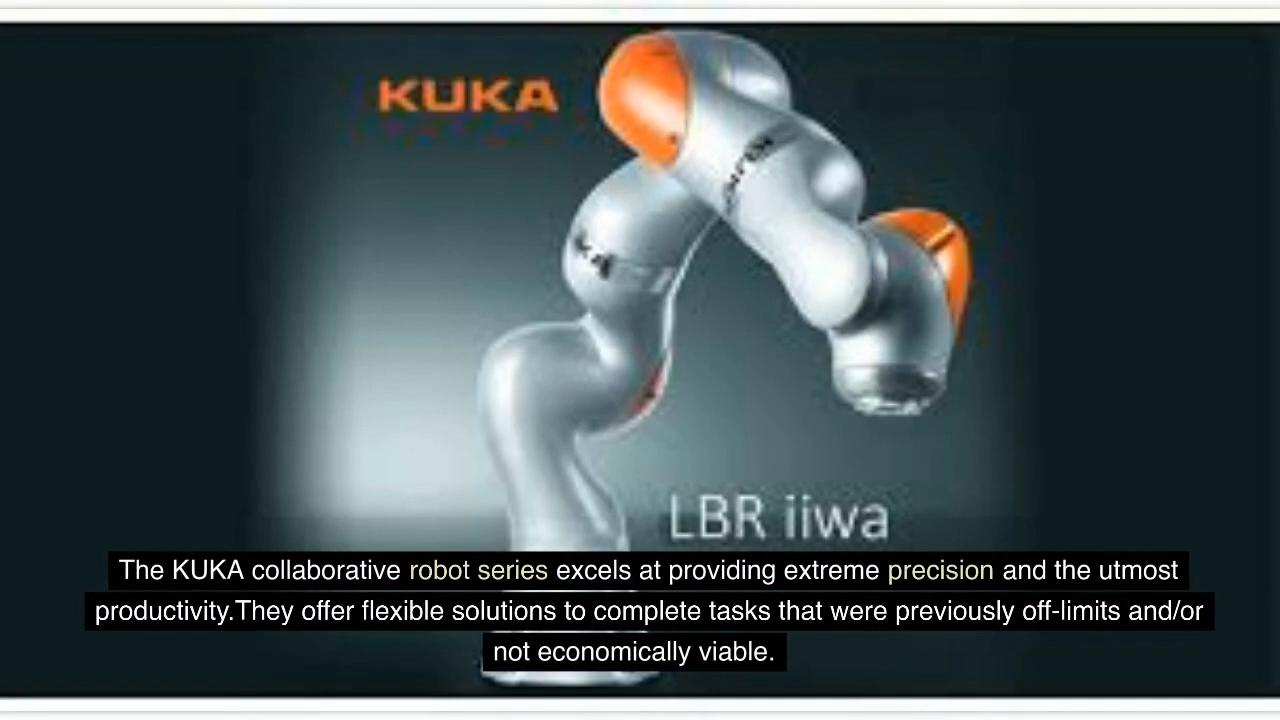 KUKA
LBR iiwa
The KUKA collaborative robot series excels at providing extreme precision and the utmost
productivity.They offer flexible solutions to complete tasks that were previously off-limits and/or
not economically viable.